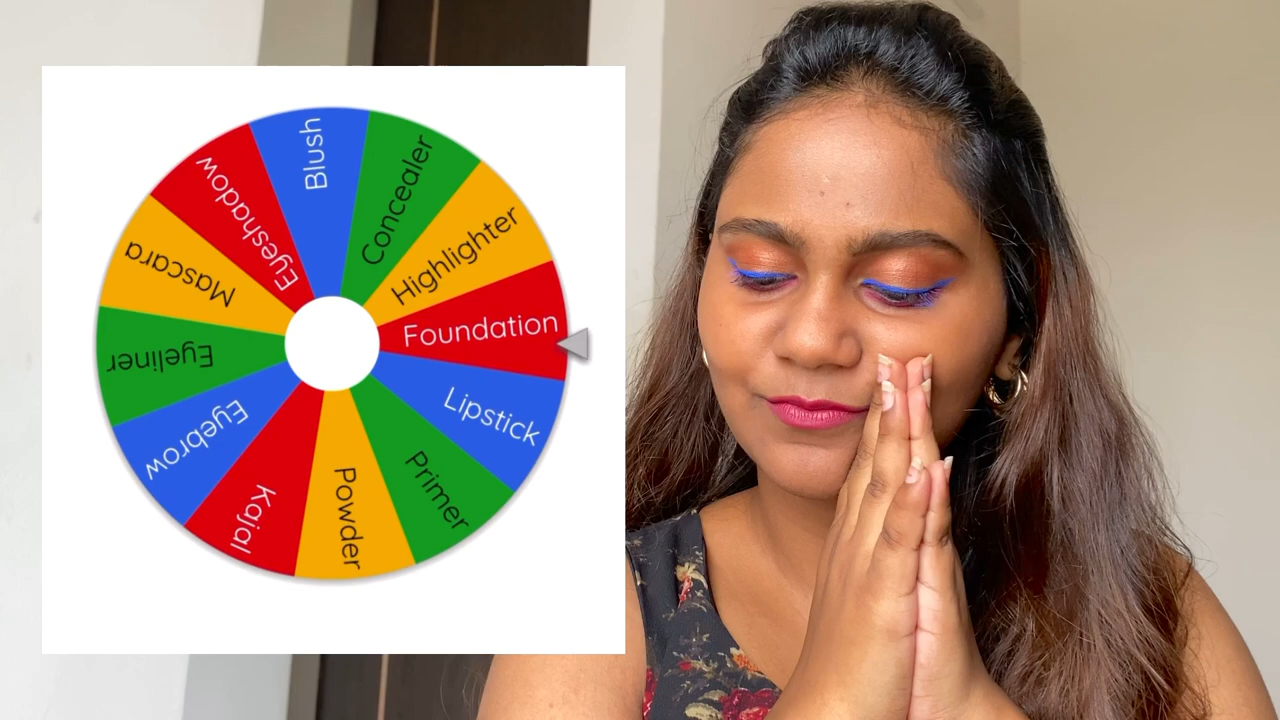 Blush
Concealer
Highlighter
Foundation
Lipstick
Primer
Powder
Kajal
Eyebrow
Eyeliner
Mascara
Eyeshadow